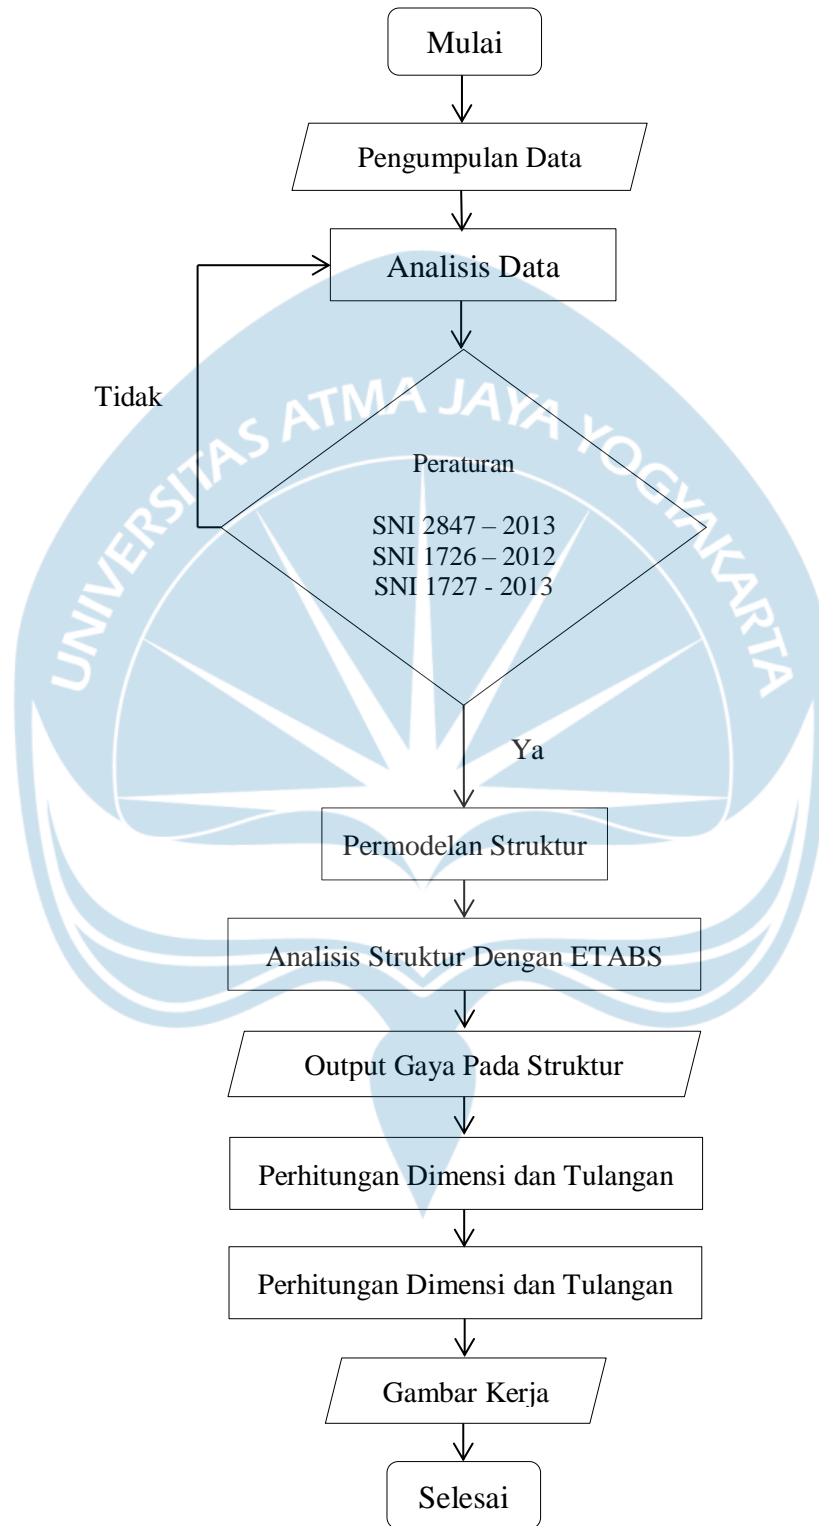 Mulai
Pengumpulan Data
Analisis Data
Tidak
UNIVERSITAS ATMA JAYA YOGYAKARTA
Peraturan
SNI 2847 – 2013
SNI 1726 – 2012
SNI 1727 - 2013
Ya
Permodelan Struktur
Analisis Struktur Dengan ETABS
Output Gaya Pada Struktur
Perhitungan Dimensi dan Tulangan
Perhitungan Dimensi dan Tulangan
Gambar Kerja
Selesai